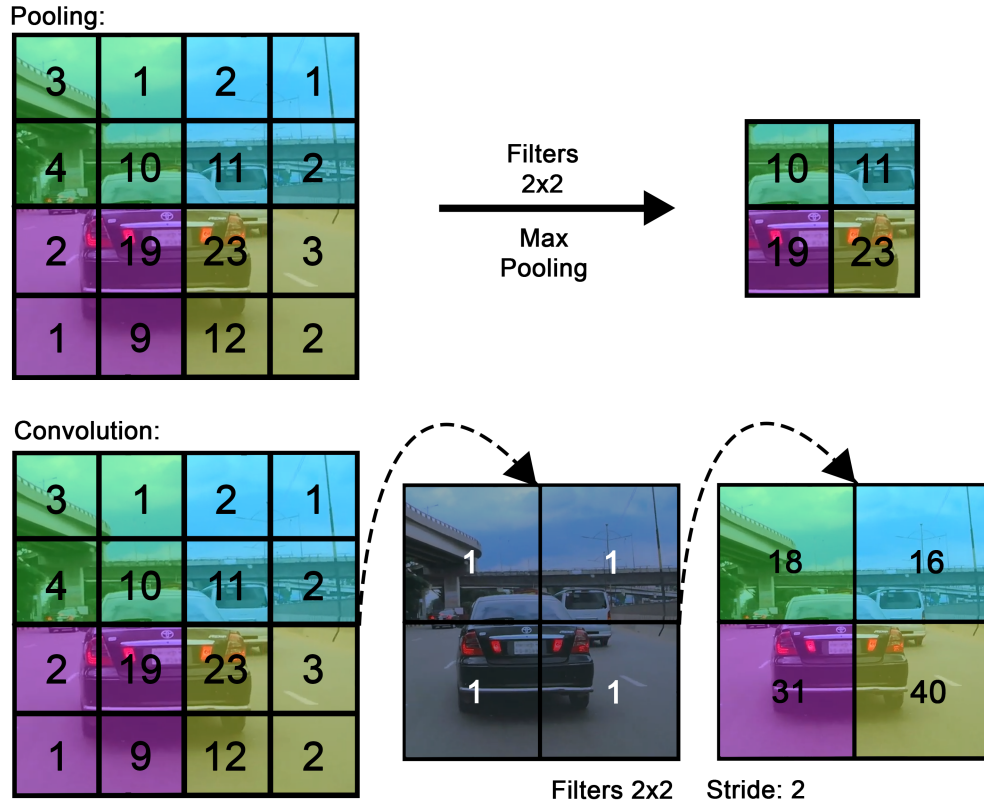 Pooling:
3 1 2 1
4 10 11 2
2 19 23 3
1 9 12 2
Filters
2x2
Max
Pooling
10 11
19 23
Convolution:
3 1 2 1
4 10 11 2
2 19 23 3
1 9 12 2
1 1
1 1
18 16
31 40
Filters 2x2 Stride: 2